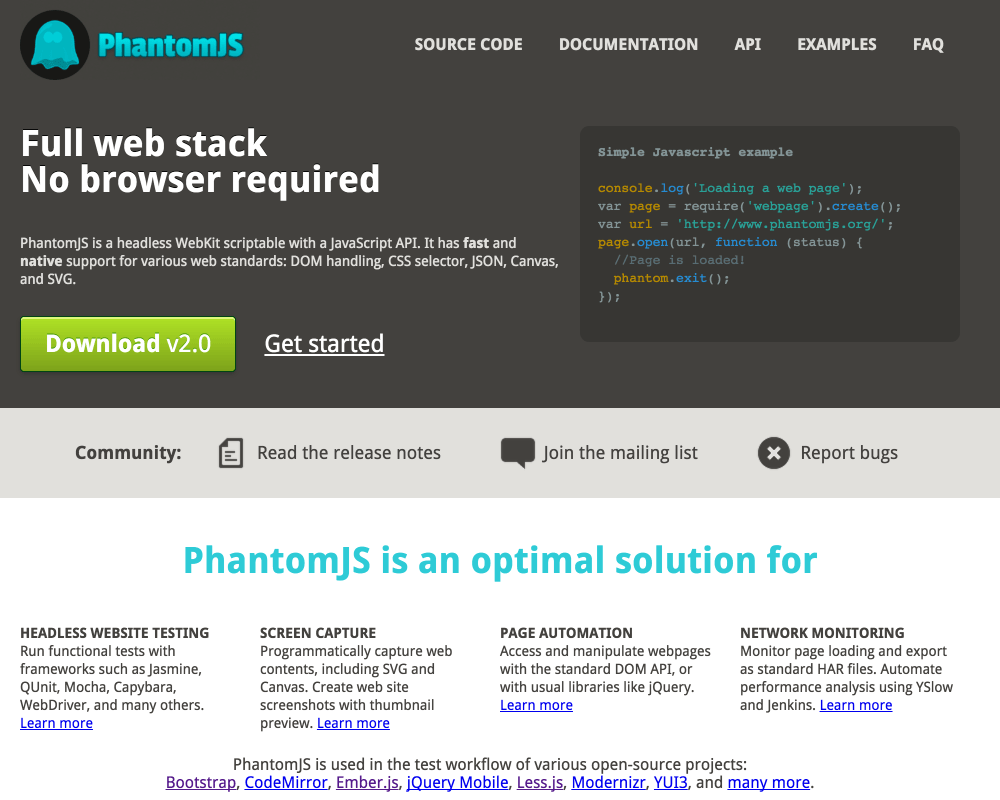 PhantomJS
SOURCE CODE DOCUMENTATION API EXAMPLES FAQ
Full web stack
No browser required
PhantomJS is a headless WebKit scriptable with a JavaScript API. It has fast and
native support for various web standards: DOM handling, CSS selector, JSON, Canvas,
and SVG.
Download v2.0 Get started
Simple Javascript example
console.log('Loading a web page');
var page = require('webpage').create();
var url = 'http://www.phantomjs.org/';
page.open(url, function (status) {
  //Page is loaded!
  phantom.exit();
});
Community: Read the release notes Join the mailing list Report bugs
PhantomJS is an optimal solution for
HEADLESS WEBSITE TESTING
Run functional tests with
frameworks such as Jasmine,
QUnit, Mocha, Capybara,
WebDriver, and many others.
Learn more
SCREEN CAPTURE
Programmatically capture web
contents, including SVG and
Canvas. Create web site
screenshots with thumbnail
preview. Learn more
PAGE AUTOMATION
Access and manipulate webpages
with the standard DOM API, or
with usual libraries like jQuery.
Learn more
NETWORK MONITORING
Monitor page loading and export
as standard HAR files. Automate
performance analysis using YSlow
and Jenkins. Learn more
PhantomJS is used in the test workflow of various open-source projects:
Bootstrap, CodeMirror, Ember.js, jQuery Mobile, Less.js, Modernizr, YUI3, and many more.